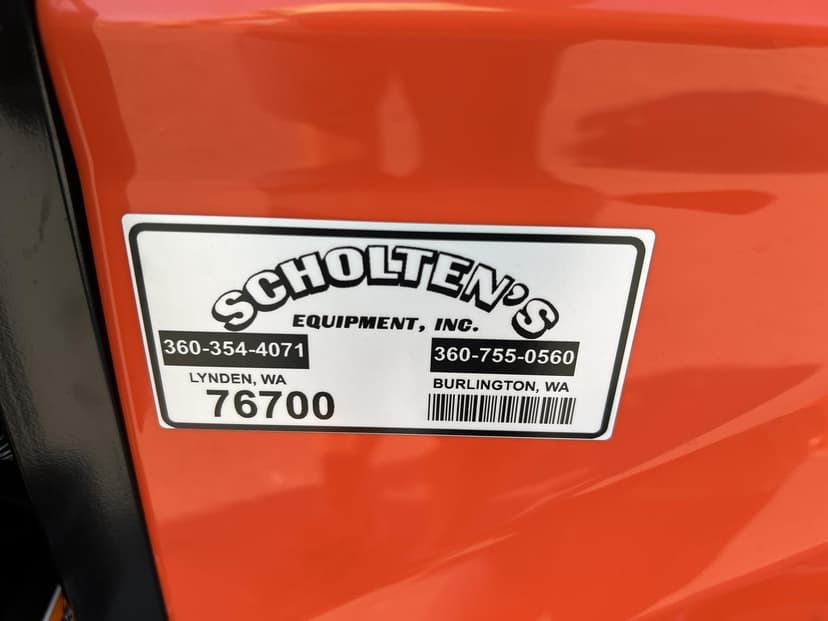 SCHOLTEN'S
EQUIPMENT, INC.
360-354-4071
LYNDEN, WA
76700
360-755-0560
BURLINGTON, WA